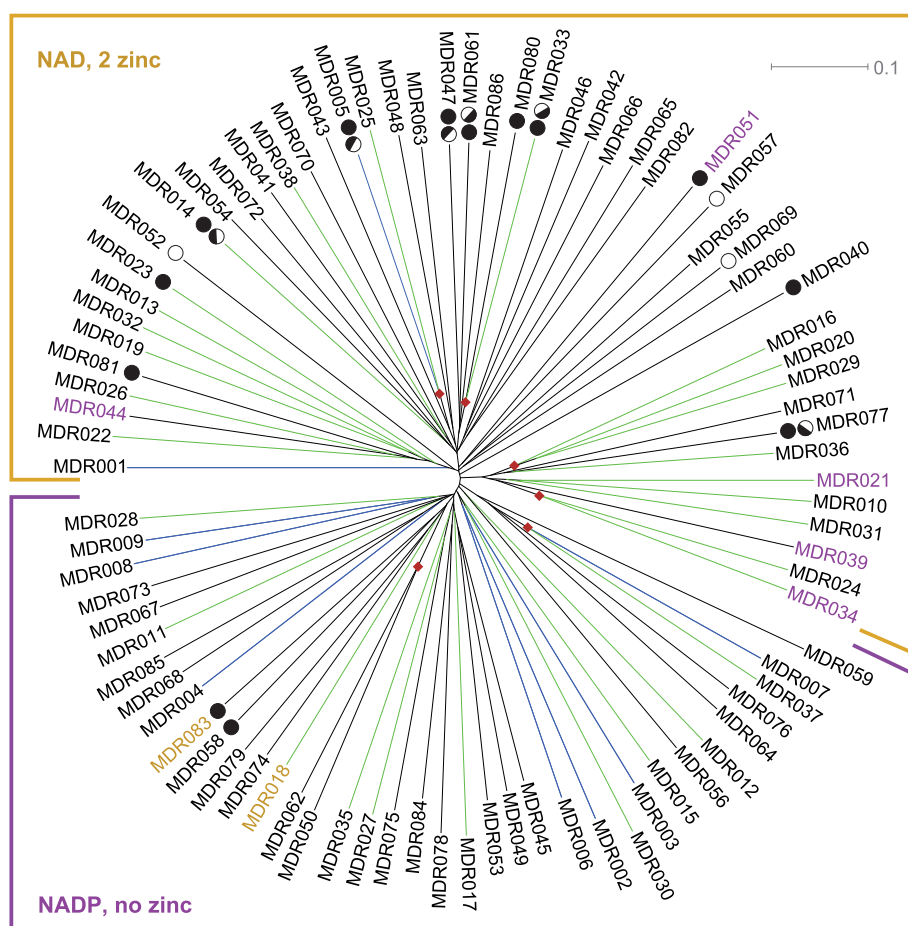 NAD, 2 zinc
0.1
MDR001
MDR022
MDR044
MDR026
MDR081
MDR019
MDR032
MDR013
MDR023
MDR052
MDR014
MDR054
MDR072
MDR041
MDR038
MDR070
MDR043
MDR005
MDR025
MDR048
MDR063
MDR047
MDR061
MDR086
MDR080
MDR033
MDR046
MDR042
MDR066
MDR065
MDR082
MDR051
MDR057
MDR055
MDR069
MDR060
MDR040
MDR016
MDR020
MDR029
MDR071
MDR077
MDR036
MDR021
MDR010
MDR031
MDR039
MDR024
MDR034
MDR059
MDR007
MDR037
MDR076
MDR064
MDR012
MDR056
MDR015
MDR003
MDR030
MDR002
MDR006
MDR045
MDR049
MDR053
MDR017
MDR078
MDR084
MDR075
MDR027
MDR035
MDR050
MDR062
MDR018
MDR074
MDR079
MDR058
MDR083
MDR004
MDR068
MDR085
MDR011
MDR067
MDR073
MDR008
MDR009
MDR028
NADP, no zinc